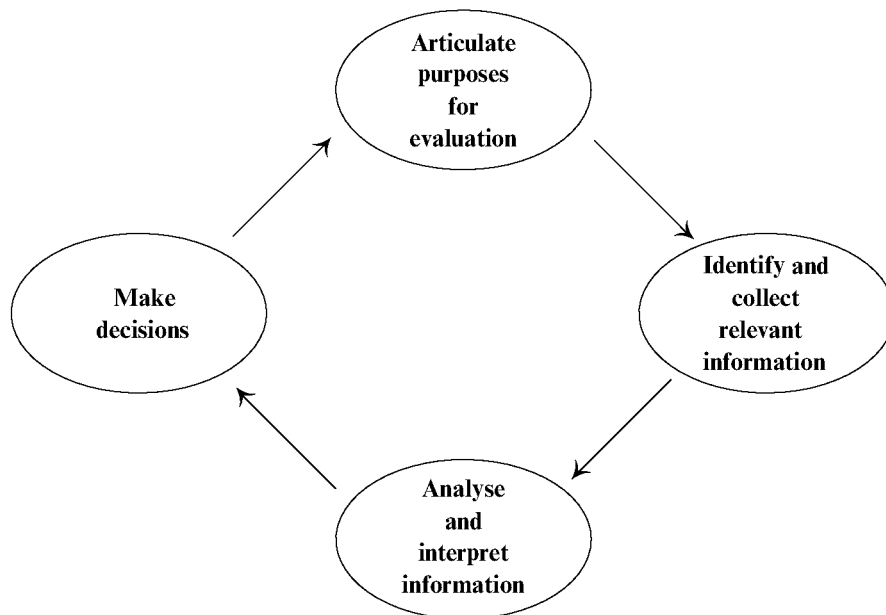 Articulate
purposes
for
evaluation
Identify and
collect
relevant
information
Make
decisions
Analyse
and
interpret
information